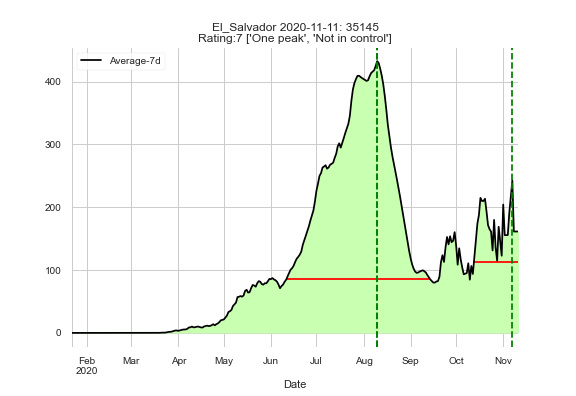 El_Salvador 2020-11-11: 35145
Rating:7 ['One peak', 'Not in control']
Average-7d
400
300
200
100
0
Feb Mar Apr May Jun Jul Aug Sep Oct Nov
2020
Date